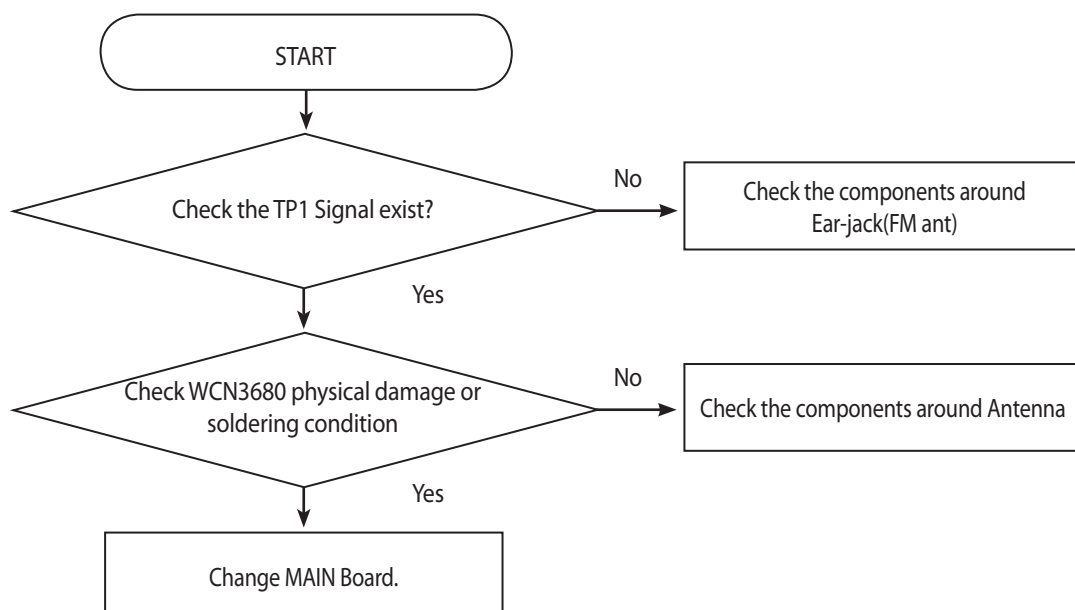 START
Check the TP1 Signal exist?
No
Check the components around
Ear-jack(FM ant)
Yes
Check WCN3680 physical damage or
soldering condition
No
Check the components around Antenna
Yes
Change MAIN Board.